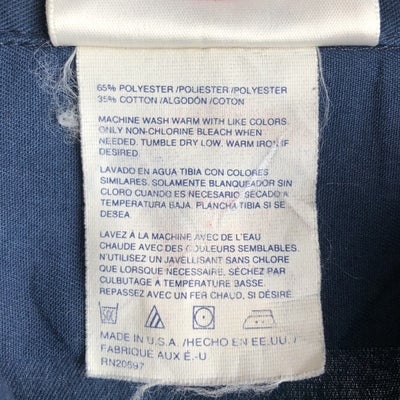 65% POLYESTER /POLIESTER /POLYESTER
35% COTTON /ALGODÓN /COTON
MACHINE WASH WARM WITH LIKE COLORS.
ONLY NON-CHLORINE BLEACH WHEN
NEEDED. TUMBLE DRY LOW. WARM IRON IF
DESIRED.
LAVADO EN AGUA TIBIA CON COLORES
SIMILARES. SOLAMENTE BLANQUEADOR SIN
CLORO CUANDO ES NECESARIO SECADO A
TEMPERATURA BAJA. PLANCHA TIBIA SI SE
DESEA.
LAVEZ À LA MACHINE AVEC DE L'EAU
CHAUDE AVEC DES COULEURS SEMBLABLES.
N'UTILISEZ UN JAVELLISANT SANS CHLORE
QUE LORSQUE NÉCESSAIRE. SÉCHEZ PAR
CULBUTAGE À TEMPÉRATURE BASSE.
REPASSEZ AVEC UN FER CHAUD, SI DÉSIRÉ.
MADE IN U.S.A. /HECHO EN EE.UU. /
FABRIQUÉ AUX É.-U
RN20697